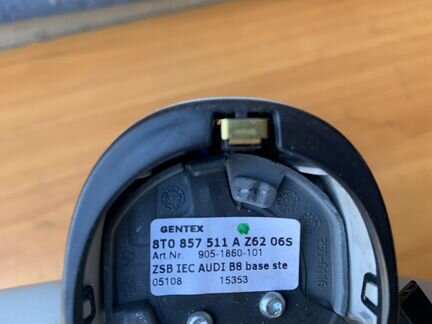 GENTEX
8T0 857 511 A Z62 06S
Art.Nr. 905-1860-101
ZSB IEC AUDI B8 base ste
05108 15353